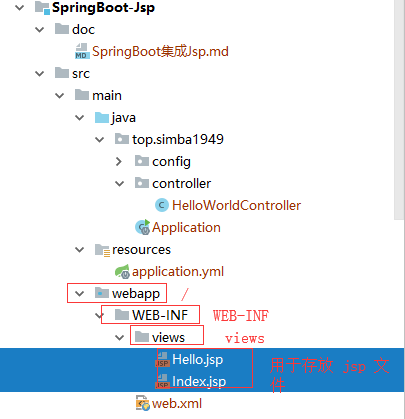 SpringBoot-Jsp
doc
SpringBoot集成Jsp.md
src
main
java
top.simba1949
config
controller
HelloWorldController
Application
resources
application.yml
webapp /
WEB-INF WEB-INF
views views
Hello.jsp 用于存取 jsp 文
Index.jsp 件
web.xml